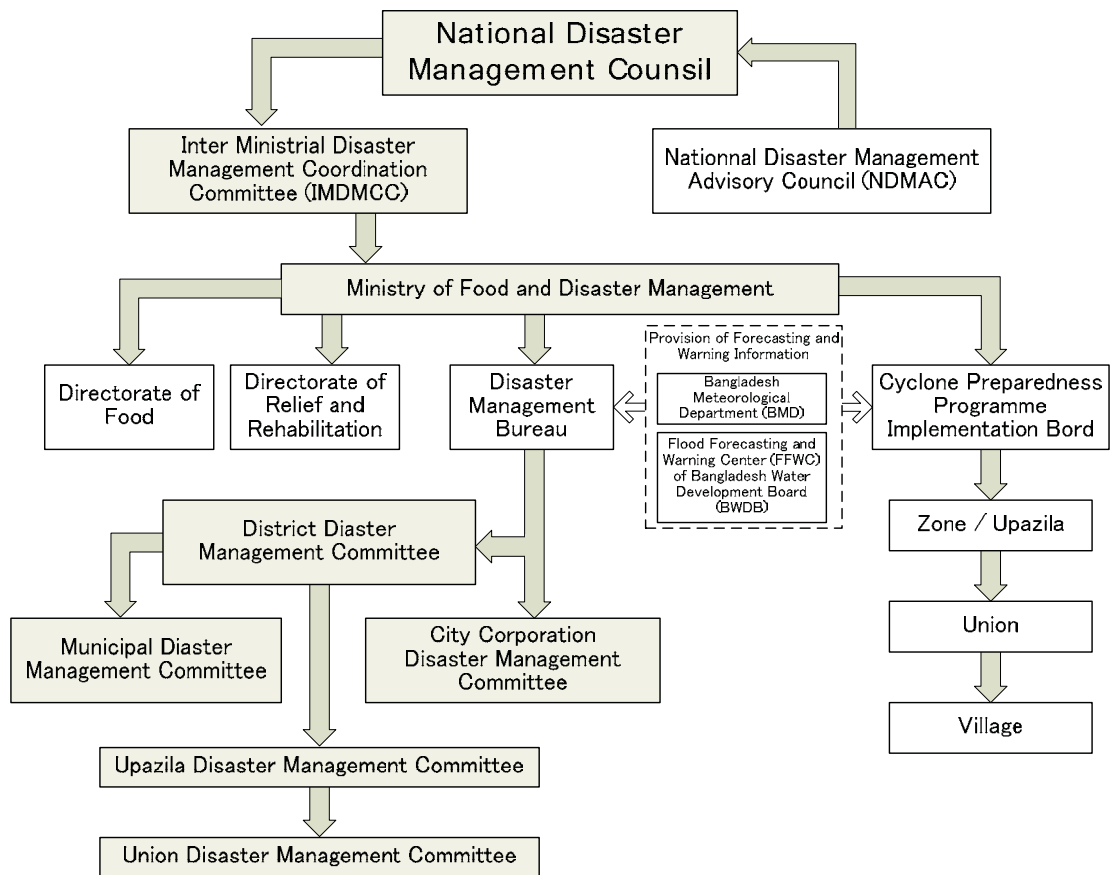 National Disaster
Management Counsil
Inter Ministrial Disaster
Management Coordination
Committee (IMDMCC)
Nationnal Disaster Management
Advisory Council (NDMAC)
Ministry of Food and Disaster Management
Directorate of
Food
Directorate of
Relief and
Rehabilitation
Disaster
Management
Bureau
Provision of Forecasting and
Warning Information
Bangladesh
Meteorological
Department (BMD)
Flood Forecasting and
Warning Center (FFWC)
of Bangladesh Water
Development Board
(BWDB)
Cyclone Preparedness
Programme
Implementation Bord
Zone / Upazila
Union
Village
District Diaster
Management Committee
Municipal Diaster
Management Committee
City Corporation
Disaster Management
Committee
Upazila Disaster Management Committee
Union Disaster Management Committee